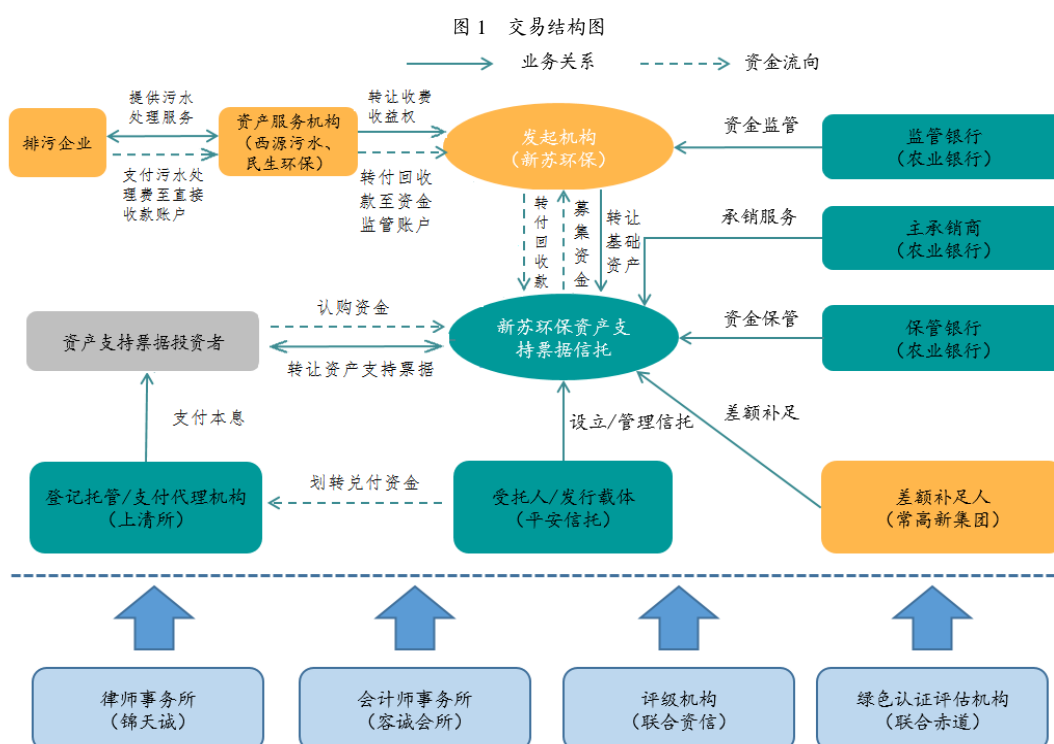 图 1 交易结构图
业务关系
资金流向
提供污水
处理服务
转让收费
收益权
排污企业
资产服务机构
(西源污水、
民生环保)
发起机构
(新苏环保)
资金监管
监管银行
(农业银行)
支付污水处
理费至直接
收款账户
转付回收
款至资金
监管账户
转付回收款
募集资金
转让
基础
资产
承销服务
主承销商
(农业银行)
认购资金
资产支持票据投资者
转让资产支持票据
新苏环保资产支
持票据信托
资金保管
保管银行
(农业银行)
支付本息
设立/管理信托
差额补足
登记托管/支付代理机构
(上清所)
划转兑付资金
受托人/发行载体
(平安信托)
差额补足人
(常高新集团)
律师事务所
(锦天诚)
会计师事务所
(容诚会所)
评级机构
(联合资信)
绿色认证评估机构
(联合赤道)